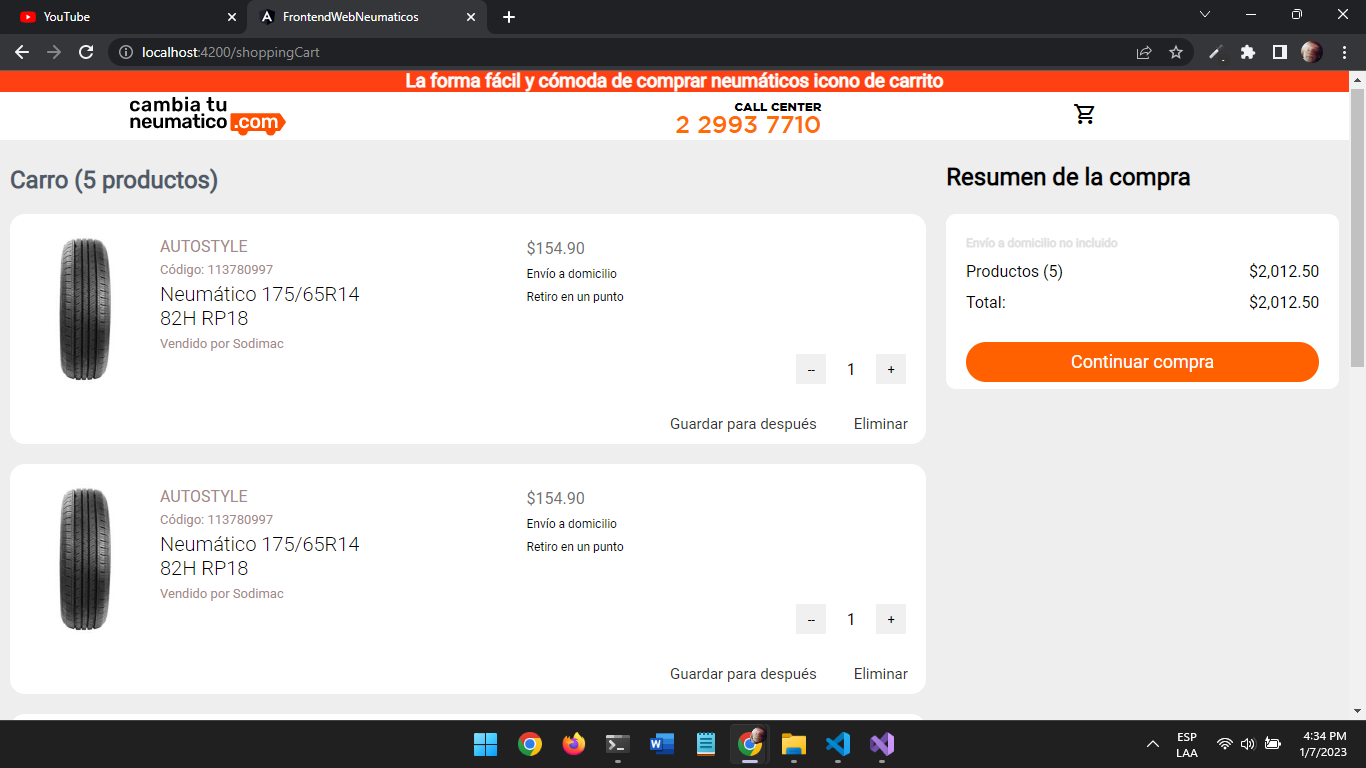 YouTube
FrontendWebNeumaticos
localhost:4200/shoppingCart
La forma fácil y cómoda de comprar neumáticos icono de carrito
cambia tu
neumatico .com
CALL CENTER
2 2993 7710
Carro (5 productos)
AUTOSTYLE
Código: 113780997
Neumático 175/65R14
82H RP18
Vendido por Sodimac
$154.90
Envío a domicilio
Retiro en un punto
-- 1 +
Guardar para después Eliminar
AUTOSTYLE
Código: 113780997
Neumático 175/65R14
82H RP18
Vendido por Sodimac
$154.90
Envío a domicilio
Retiro en un punto
-- 1 +
Guardar para después Eliminar
Resumen de la compra
Envío a domicilio no incluido
Productos (5) $2,012.50
Total: $2,012.50
Continuar compra
ESP
LAA
4:34 PM
1/7/2023